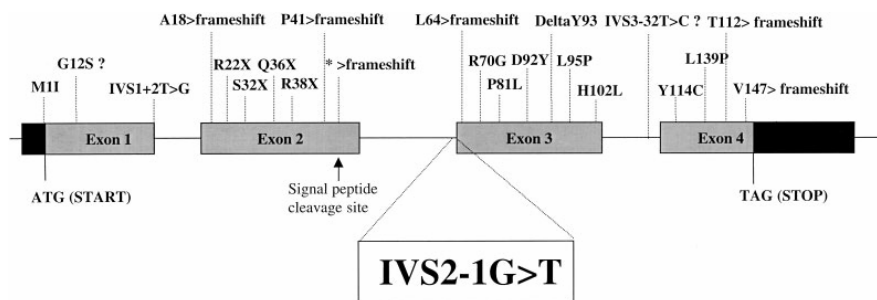 A18>frameshift P41>frameshift L64>frameshift DeltaY93 IVS3-32T>C ? T112> frameshift
G12S ? R22X Q36X * >frameshift R70G D92Y L95P L139P
M1I IVS1+2T>G S32X R38X P81L H102L Y114C V147> frameshift
Exon 1 Exon 2 Exon 3 Exon 4
ATG (START) Signal peptide TAG (STOP)
cleavage site
IVS2-1G>T